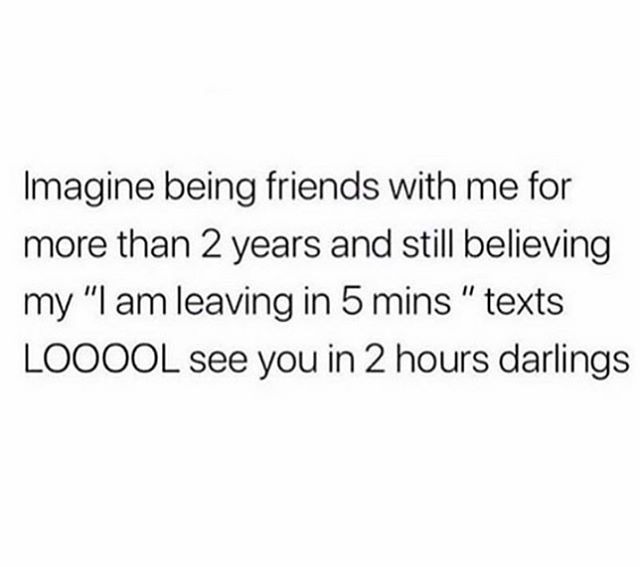 Imagine being friends with me for
more than 2 years and still believing
my "I am leaving in 5 mins " texts
LOOOOL see you in 2 hours darlings